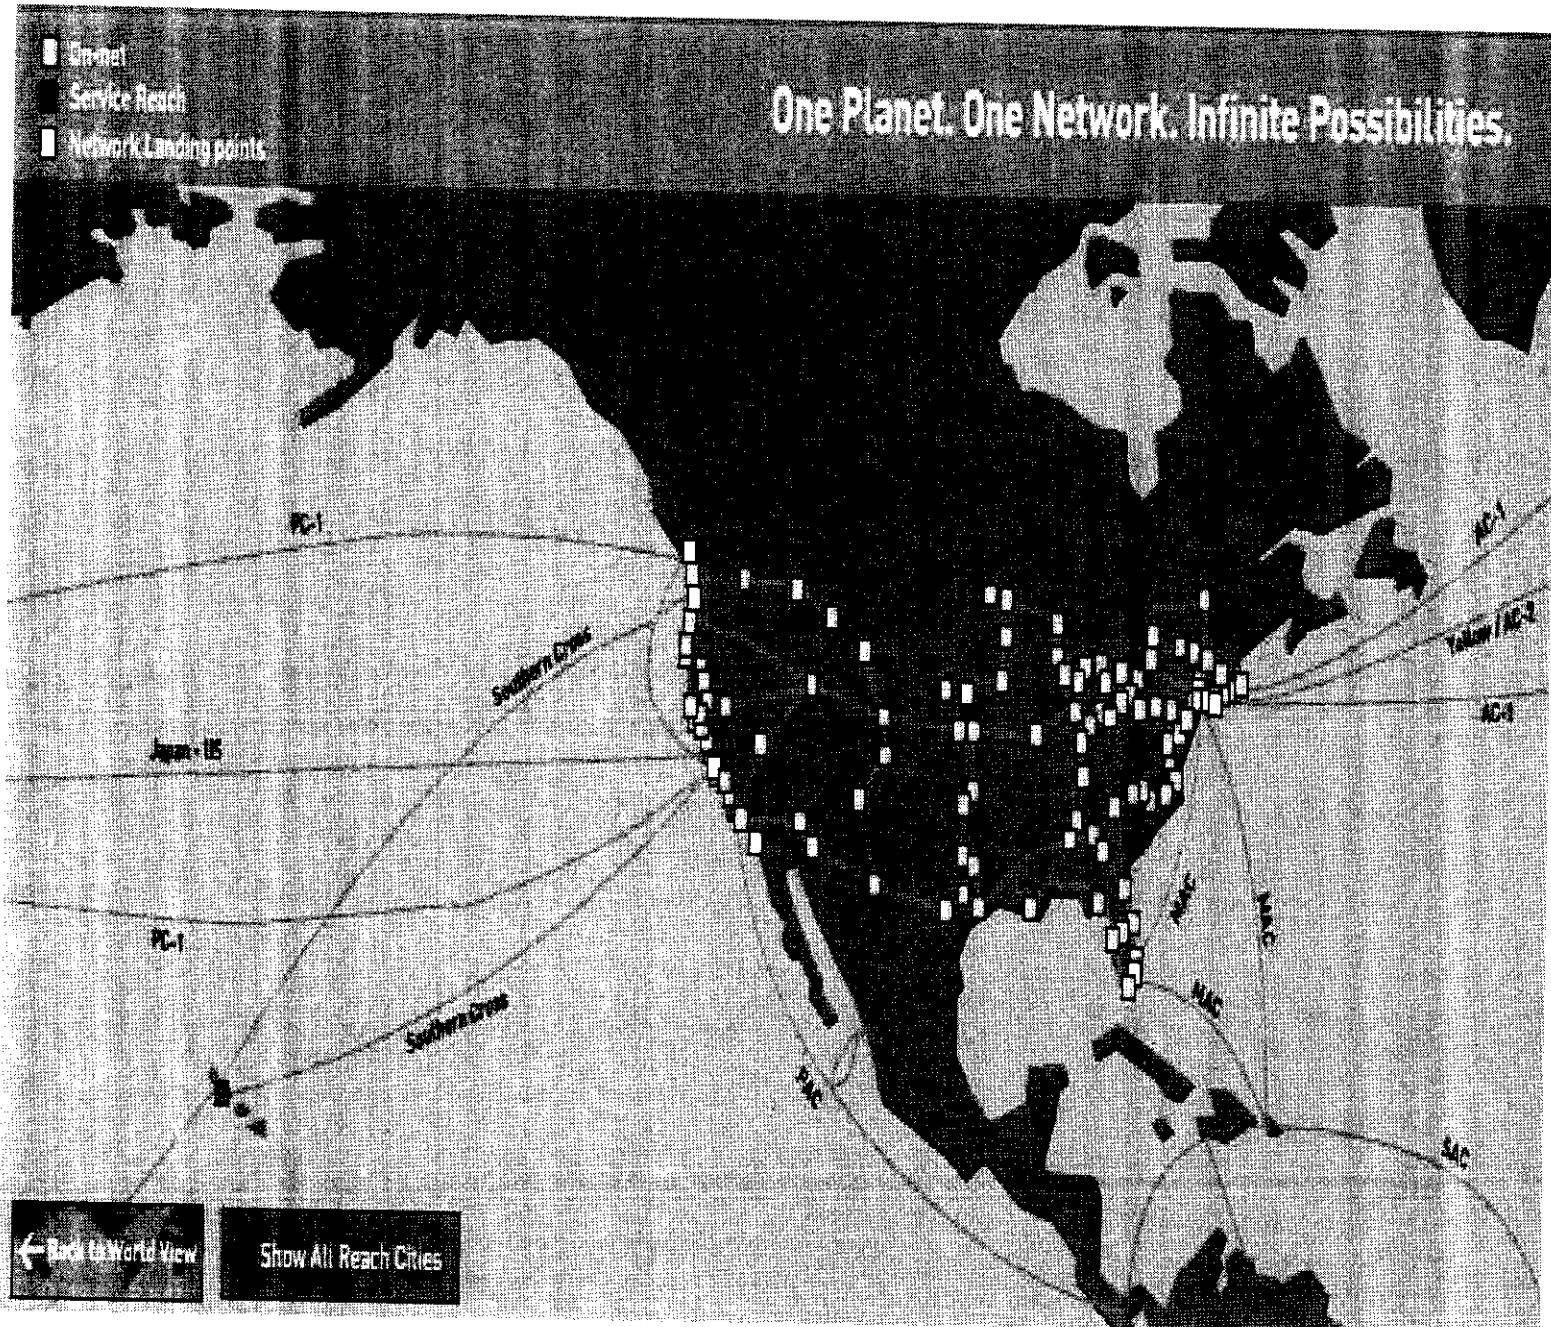 On-net
Service Reach
Network Landing points
One Planet. One Network. Infinite Possibilities.
PC-1
AC-1
Yellow / AC-2
Southern Cross
AC-1
Japan - US
MAC
MAC
PC-1
MAC
Southern Cross
PAC
SAC
Back to World View
Show All Reach Cities